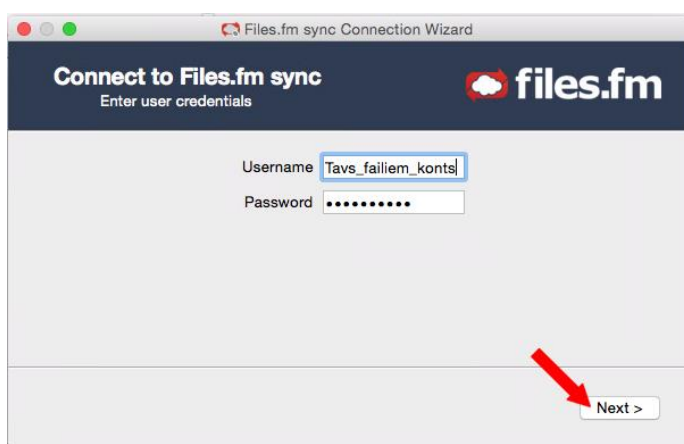 Files.fm sync Connection Wizard
Connect to Files.fm sync
Enter user credentials
files.fm
Username Tavs_failiem_konts
Password ••••••••••
Next >